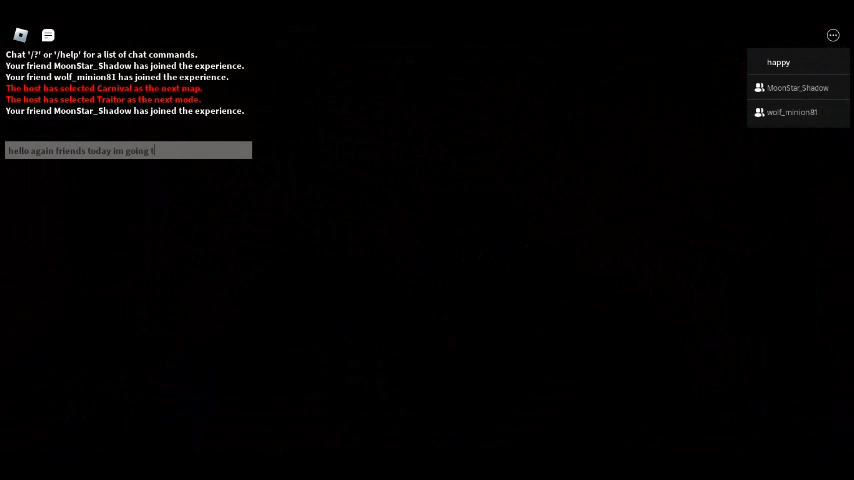 Chat '/?' or '/help' for a list of chat commands.
Your friend MoonStar_Shadow has joined the experience.
Your friend wolf_minion81 has joined the experience.
The host has selected Carnival as the next map.
The host has selected Traitor as the next mode.
Your friend MoonStar_Shadow has joined the experience.
hello again friends today im going t
happy
MoonStar_Shadow
wolf_minion81